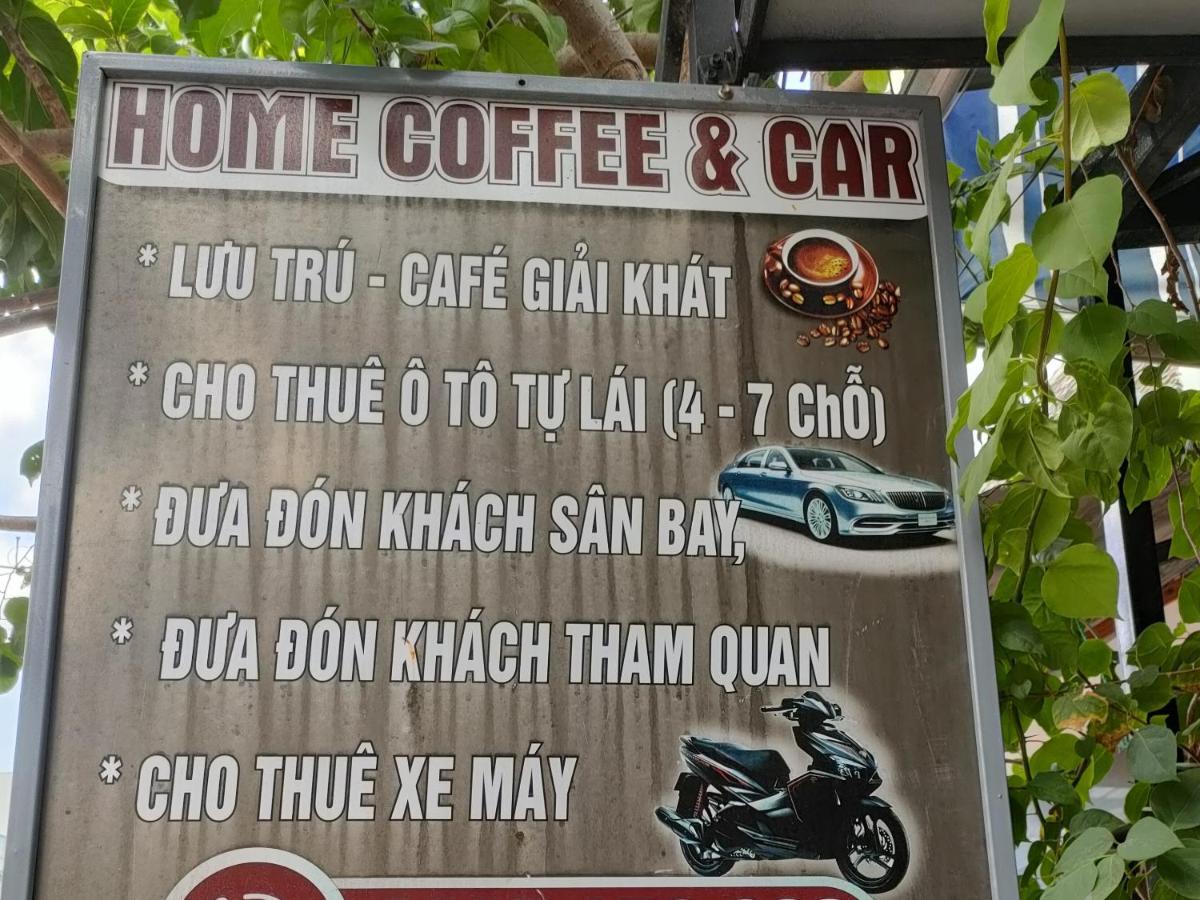 HOME COFFEE & CAR
* LƯU TRÚ - CAFÉ GIẢI KHÁT
* CHO THUÊ Ô TÔ TỰ LÁI (4 - 7 ChỖ)
* ĐƯA ĐÓN KHÁCH SÂN BAY,
* ĐƯA ĐÓN KHÁCH THAM QUAN
* CHO THUÊ XE MÁY